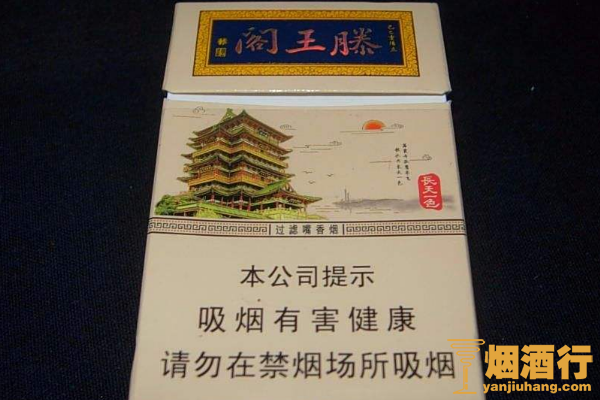 滕王阁
長天一色
过滤嘴香烟
本公司提示
吸烟有害健康
请勿在禁烟场所吸烟
烟酒行
yanjiuhang.com